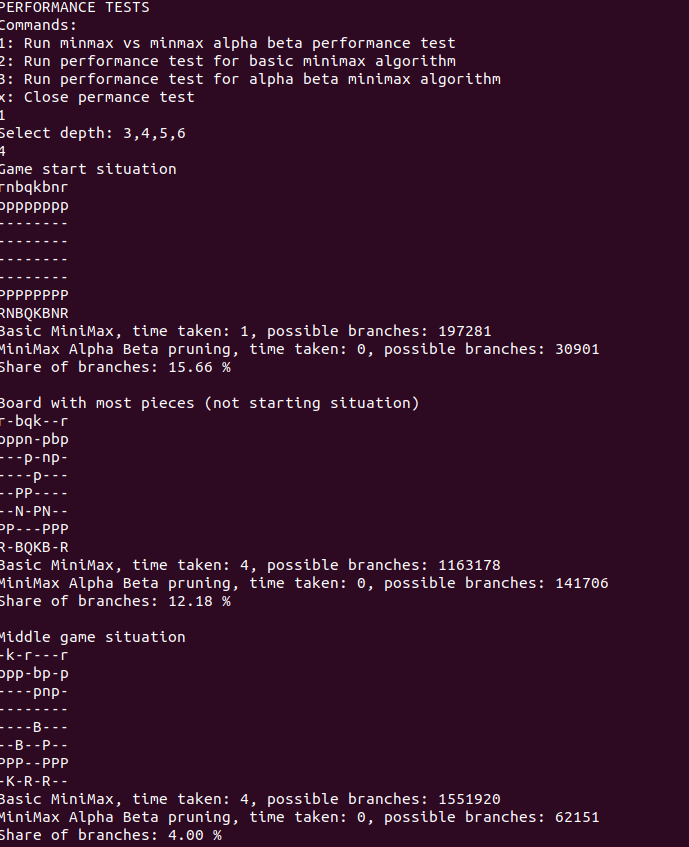 PERFORMANCE TESTS
Commands:
1: Run minmax vs minmax alpha beta performance test
2: Run performance test for basic minimax algorithm
3: Run performance test for alpha beta minimax algorithm
x: Close permance test
1
Select depth: 3,4,5,6
4
Game start situation
rnbqkbnr
pppppppp
--------
--------
--------
--------
PPPPPPPP
RNBQKBNR
Basic MiniMax, time taken: 1, possible branches: 197281
MiniMax Alpha Beta pruning, time taken: 0, possible branches: 30901
Share of branches: 15.66 %
Board with most pieces (not starting situation)
r-bqk--r
pppn-pbp
---p-np-
----p---
--PP----
--N-PN--
PP---PPP
R-BQKB-R
Basic MiniMax, time taken: 4, possible branches: 1163178
MiniMax Alpha Beta pruning, time taken: 0, possible branches: 141706
Share of branches: 12.18 %
Middle game situation
-k-r---r
ppp-bp-p
----pnp-
--------
----B---
--B--P--
PPP--PPP
-K-R-R--
Basic MiniMax, time taken: 4, possible branches: 1551920
MiniMax Alpha Beta pruning, time taken: 0, possible branches: 62151
Share of branches: 4.00 %